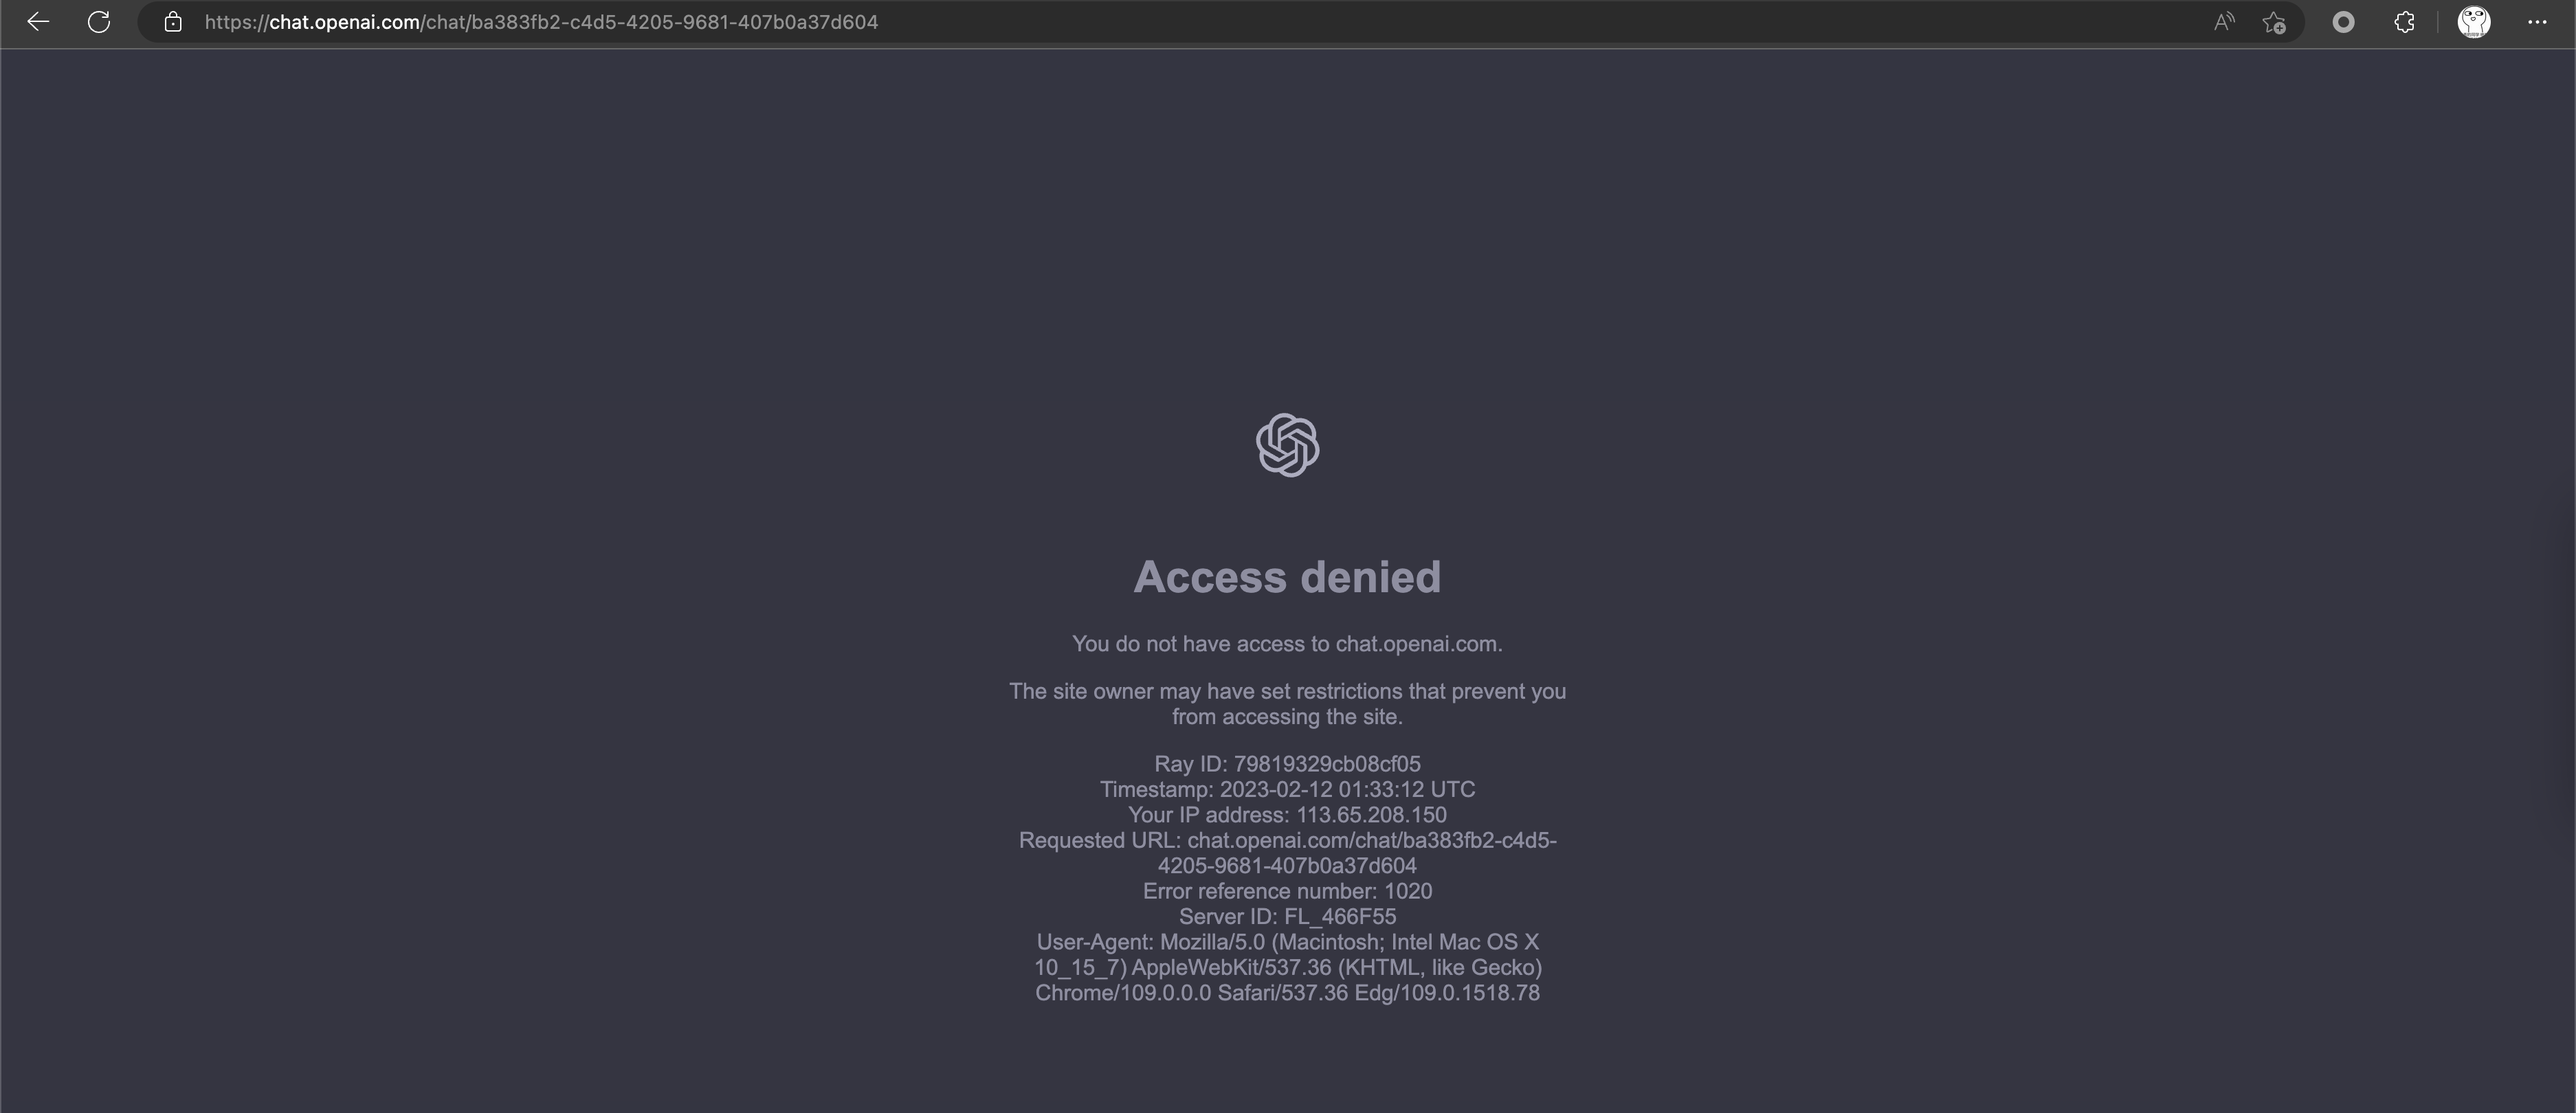 https://chat.openai.com/chat/ba383fb2-c4d5-4205-9681-407b0a37d604
Access denied
You do not have access to chat.openai.com.
The site owner may have set restrictions that prevent you
from accessing the site.
Ray ID: 79819329cb08cf05
Timestamp: 2023-02-12 01:33:12 UTC
Your IP address: 113.65.208.150
Requested URL: chat.openai.com/chat/ba383fb2-c4d5-
4205-9681-407b0a37d604
Error reference number: 1020
Server ID: FL_466F55
User-Agent: Mozilla/5.0 (Macintosh; Intel Mac OS X
10_15_7) AppleWebKit/537.36 (KHTML, like Gecko)
Chrome/109.0.0.0 Safari/537.36 Edg/109.0.1518.78